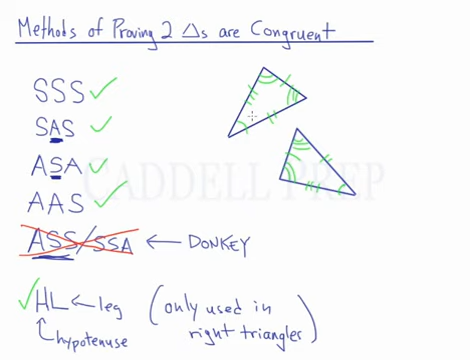 Methods of Proving 2 △s are Congruent
SSS ✓
SAS ✓
ASA ✓
AAS ✓
CADDELL PREP
ASS/SSA ← DONKEY
✓ HL ← leg (only used in
right triangles)
hypotenuse